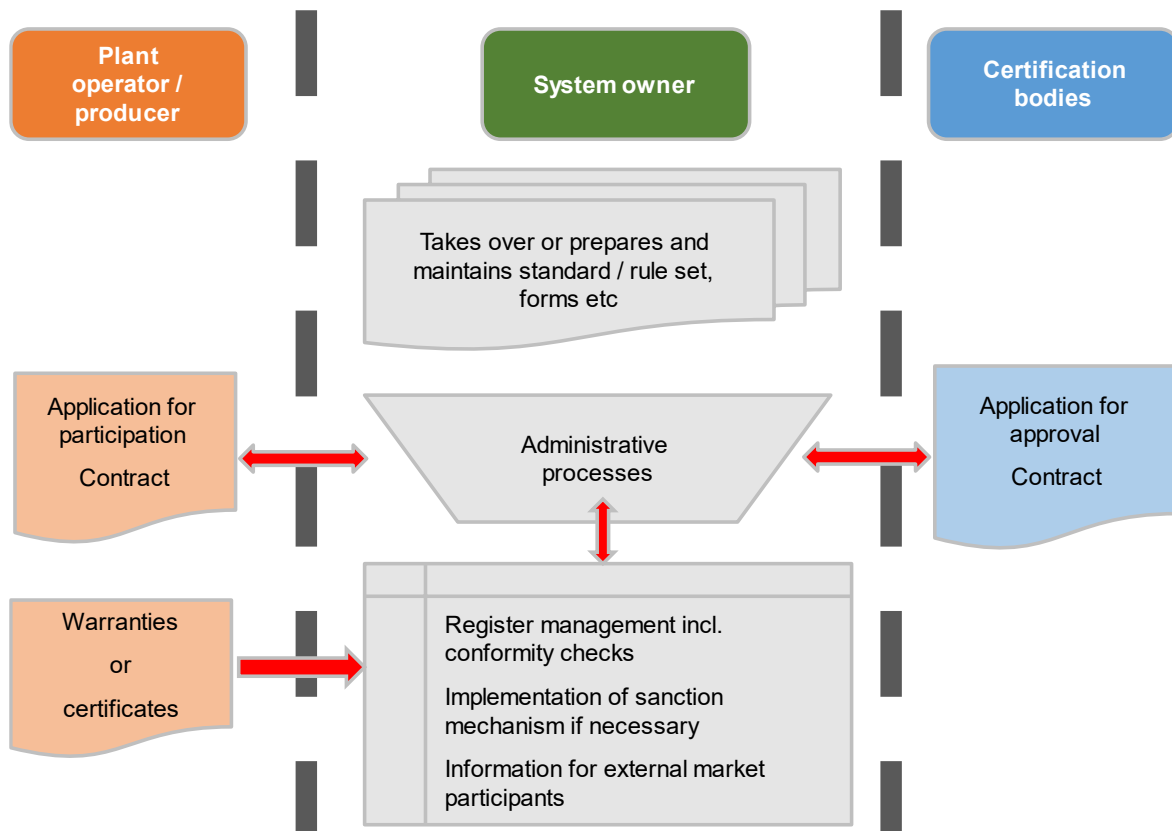 Plant
operator /
producer
System owner
Certification
bodies
Takes over or prepares and
maintains standard / rule set,
forms etc
Application for
participation
Contract
Administrative
processes
Application for
approval
Contract
Warranties
or
certificates
Register management incl.
conformity checks
Implementation of sanction
mechanism if necessary
Information for external market
participants